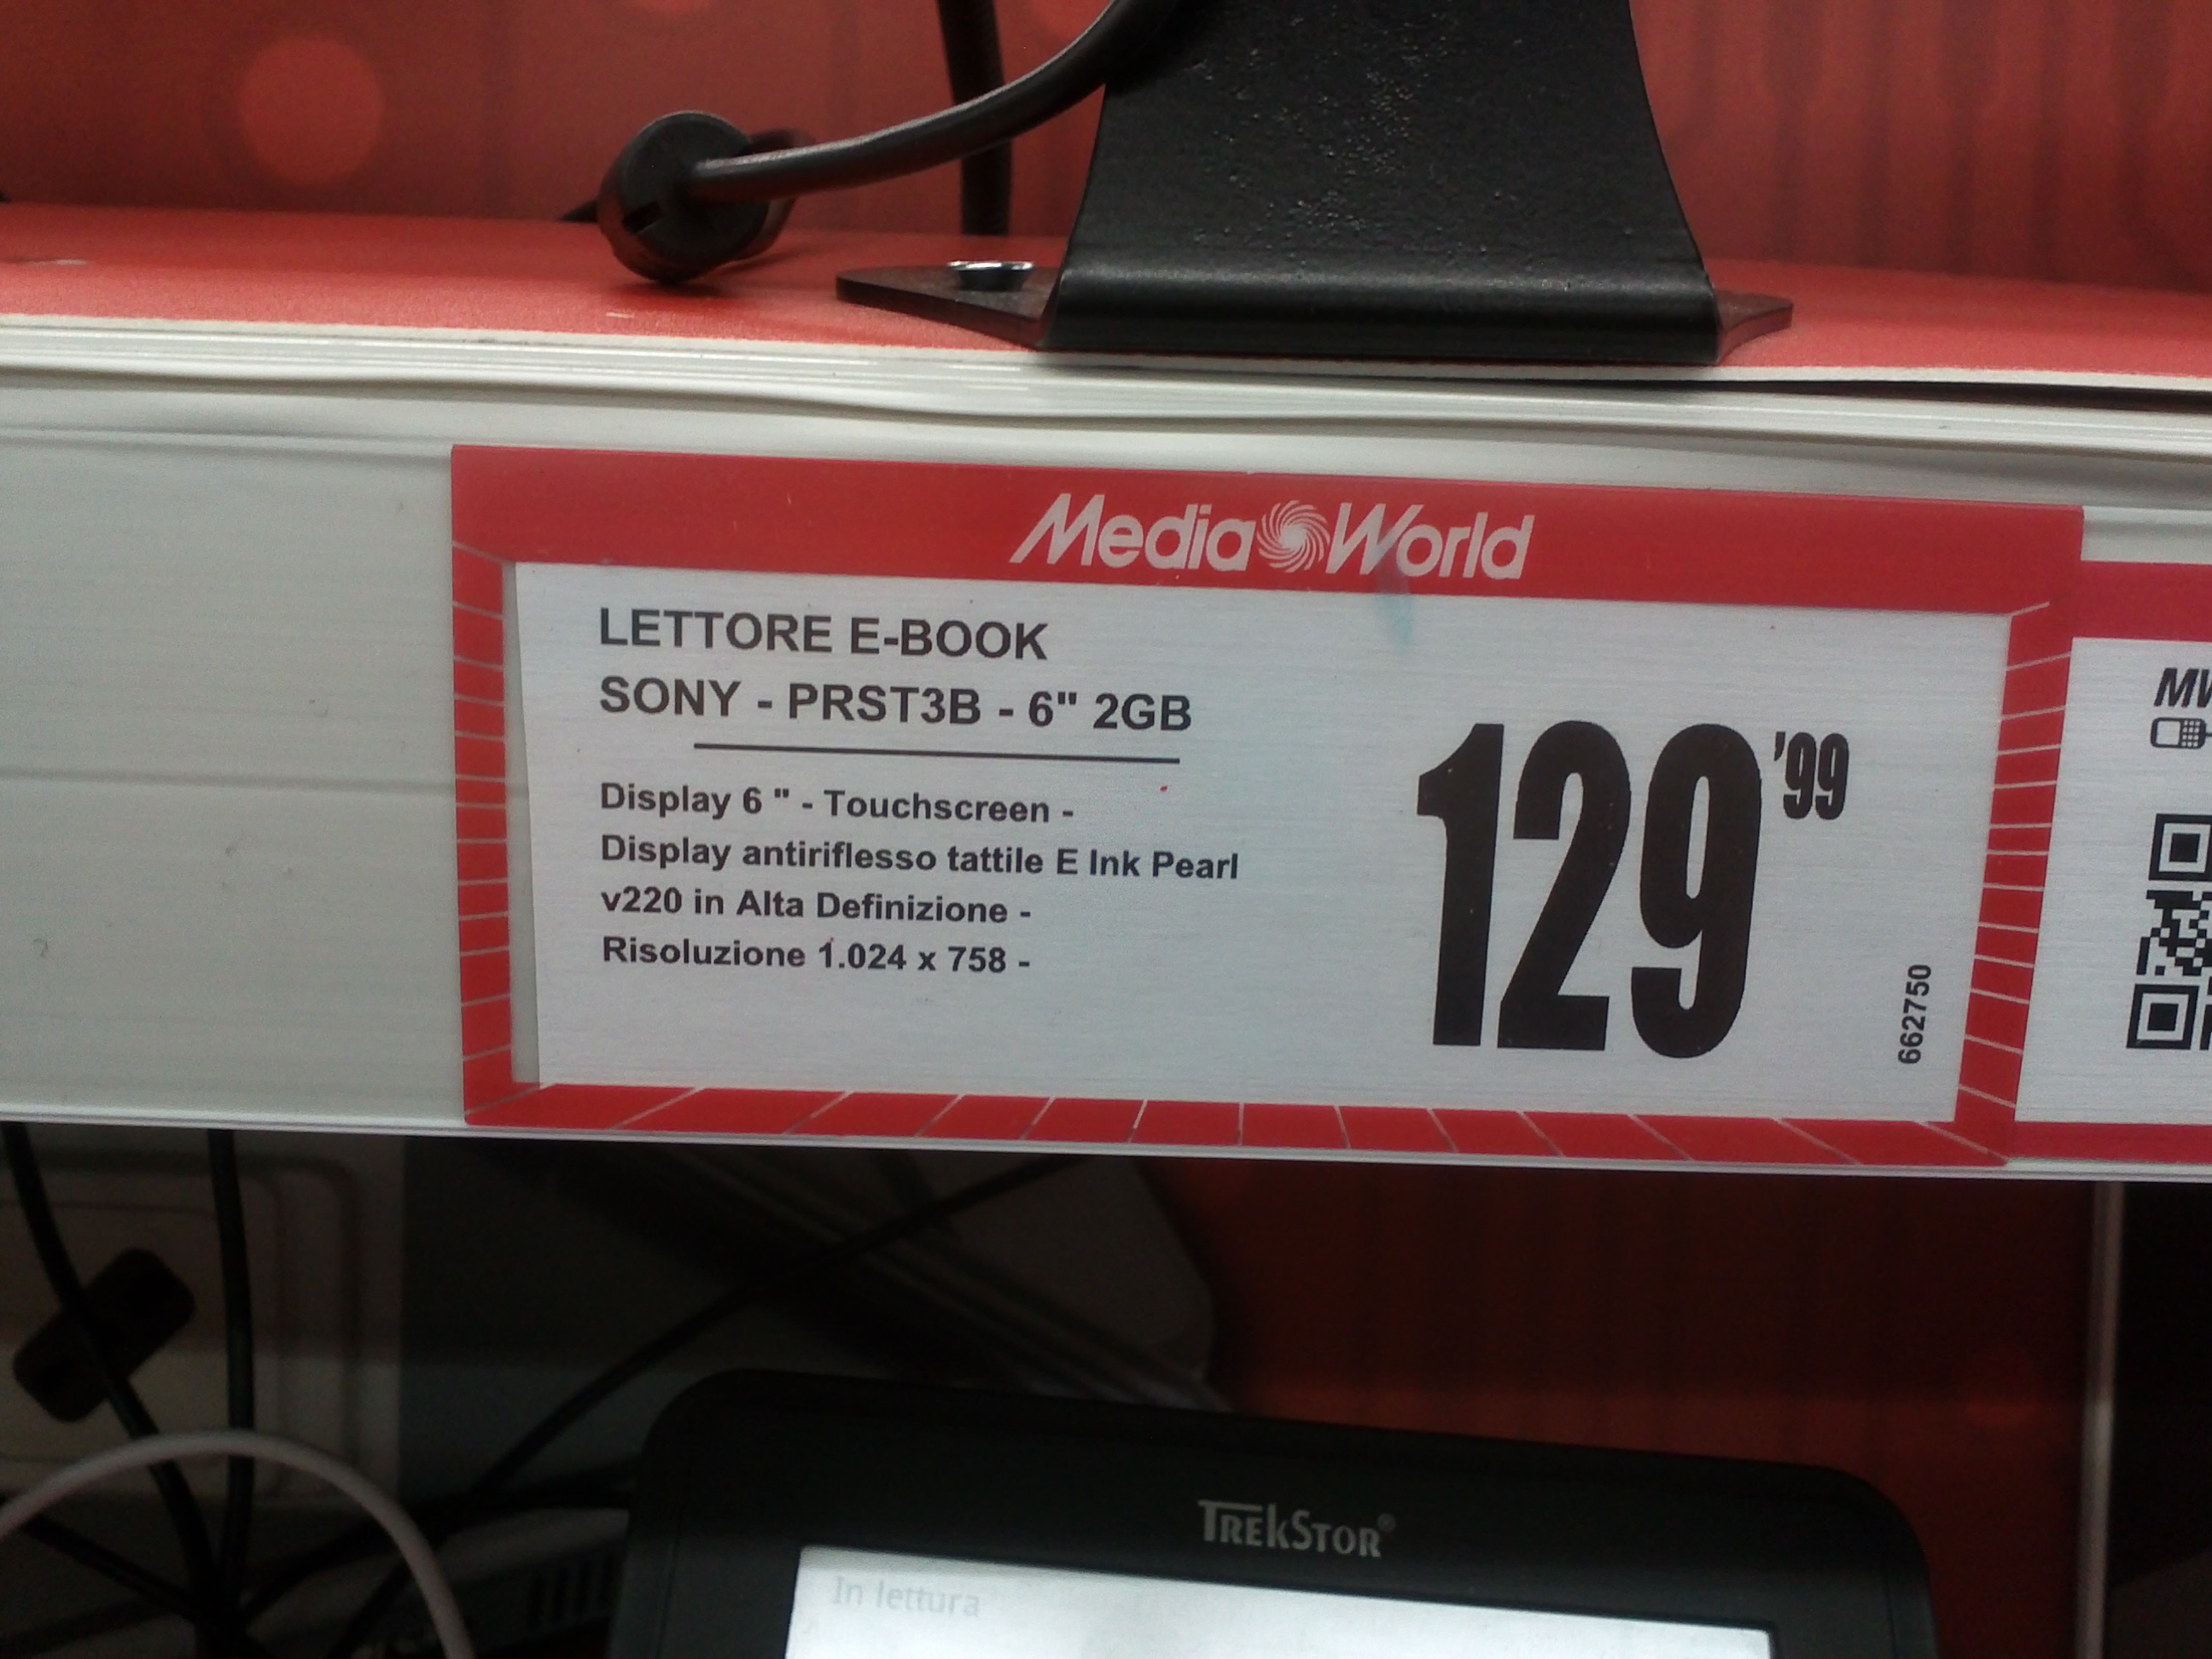 MediaWorld
LETTORE E-BOOK
SONY - PRST3B - 6" 2GB
Display 6 " - Touchscreen -
Display antiriflesso tattile E Ink Pearl
v220 in Alta Definizione -
Risoluzione 1.024 x 758 -
129'99
662750
TREKSTOR®
In lettura